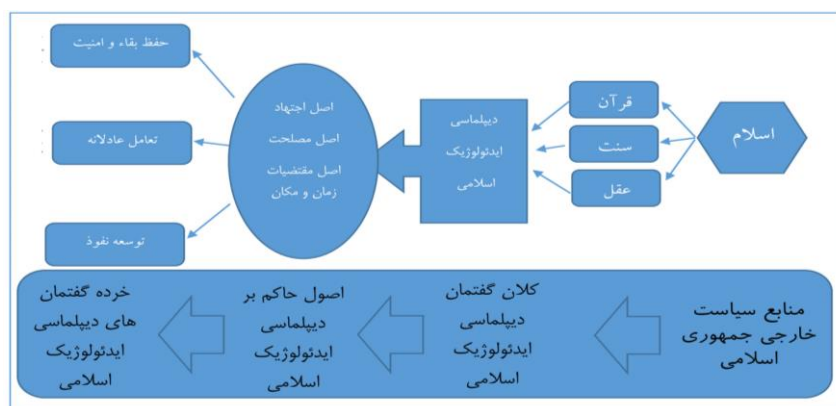 اسلام
قرآن
سنت
عقل
دیپلماسی
ایدئولوژیک
اسلامی
اصل اجتهاد
اصل مصلحت
اصل مقتضیات
زمان و مکان
حفظ بقاء و امنیت
تعامل عادلانه
توسعه نفوذ
منابع سیاست
خارجی جمهوری
اسلامی
کلان گفتمان
دیپلماسی
ایدئولوژیک
اسلامی
اصول حاکم بر
دیپلماسی
ایدئولوژیک
اسلامی
خرده گفتمان
های دیپلماسی
ایدئولوژیک
اسلامی